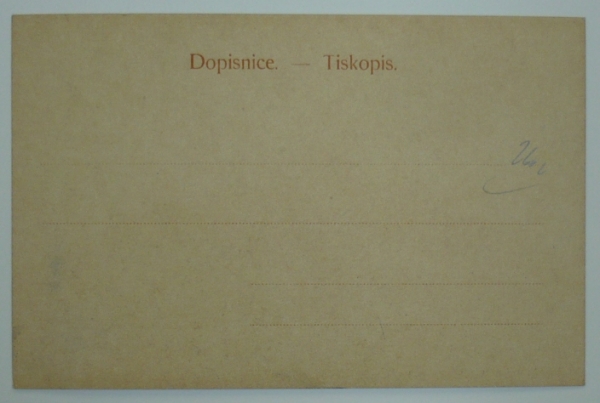 Dopisnice. — Tiskopis.